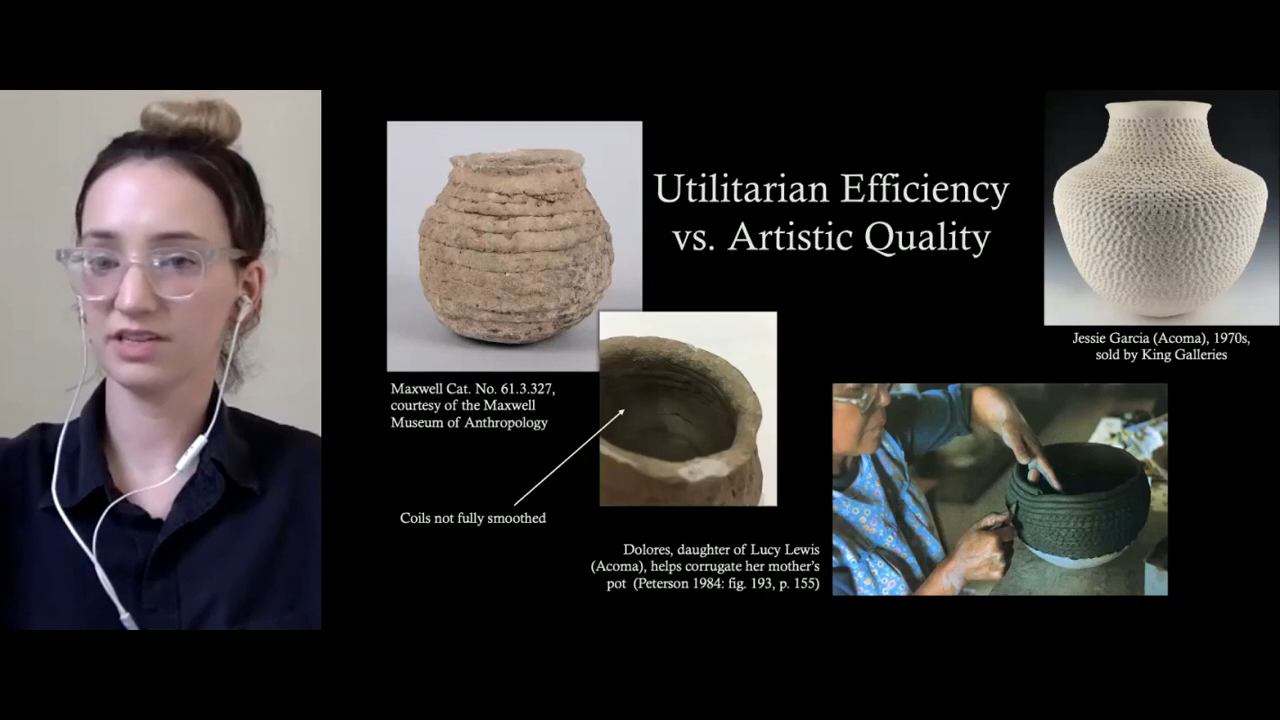 Utilitarian Efficiency
vs. Artistic Quality
Jessie Garcia (Acoma), 1970s,
sold by King Galleries
Maxwell Cat. No. 61.3.327,
courtesy of the Maxwell
Museum of Anthropology
Coils not fully smoothed
Dolores, daughter of Lucy Lewis
(Acoma), helps corrugate her mother's
pot (Peterson 1984: fig. 193, p. 155)